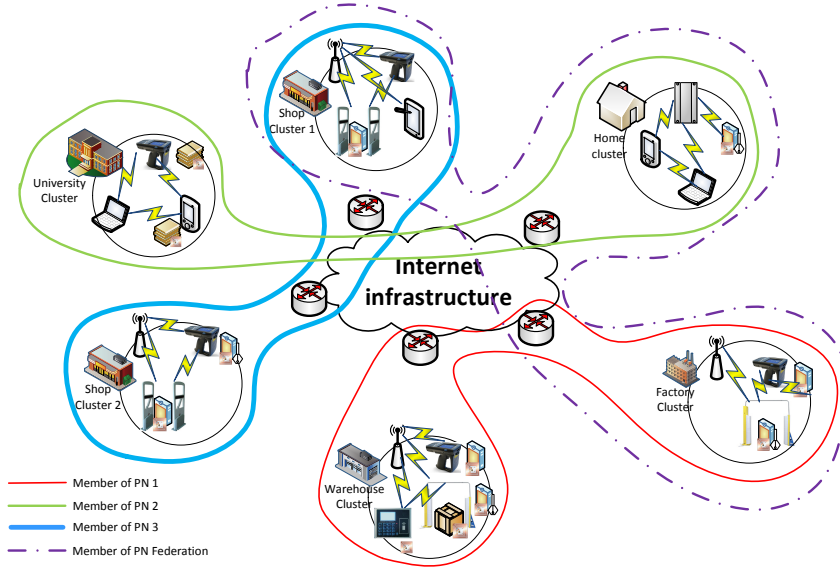 Shop
Cluster 1
Home
cluster
University
Cluster
Internet
infrastructure
Shop
Cluster 2
Factory
Cluster
Warehouse
Cluster
Member of PN 1
Member of PN 2
Member of PN 3
Member of PN Federation